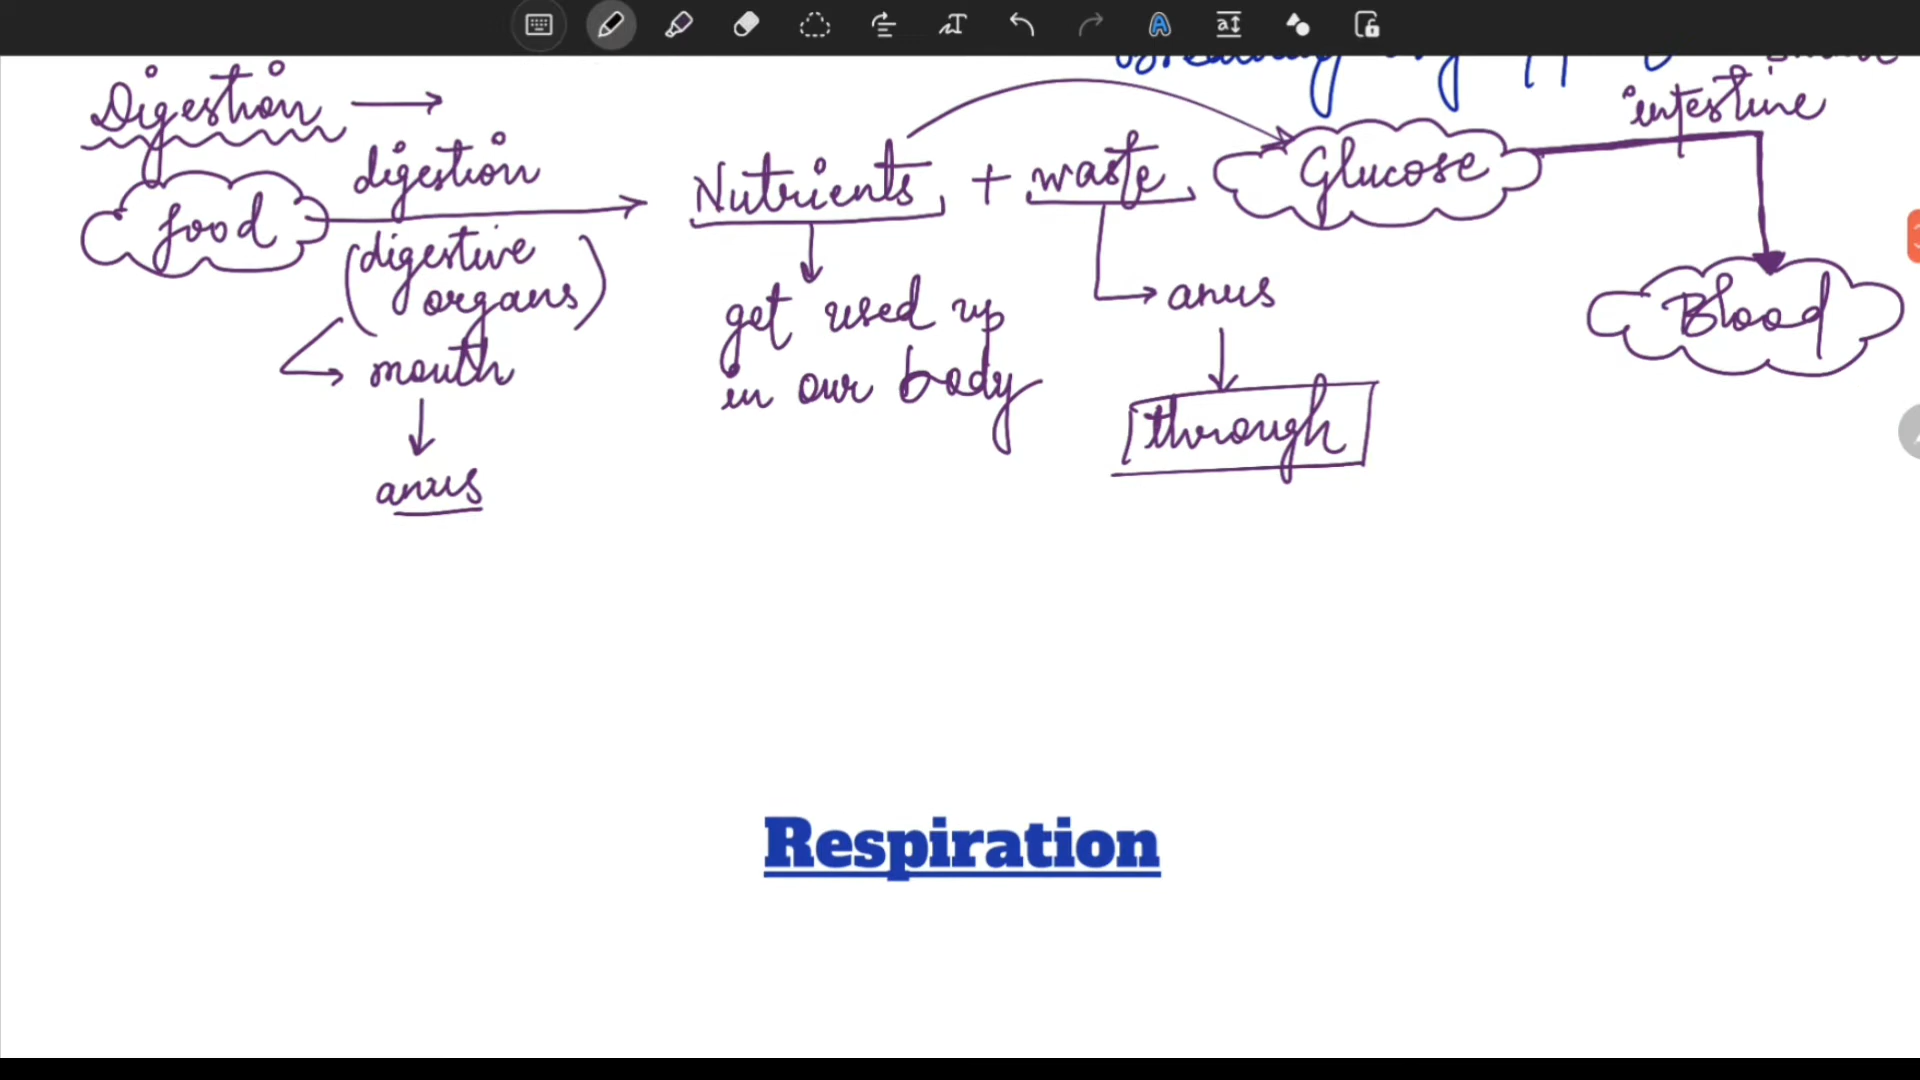 intestine
Digestion →
digestion
Nutrients + waste
Glucose
food
(digestive organs)
→ mouth
↓
anus
get used up
in our body
→ anus
↓
through
Blood
Respiration